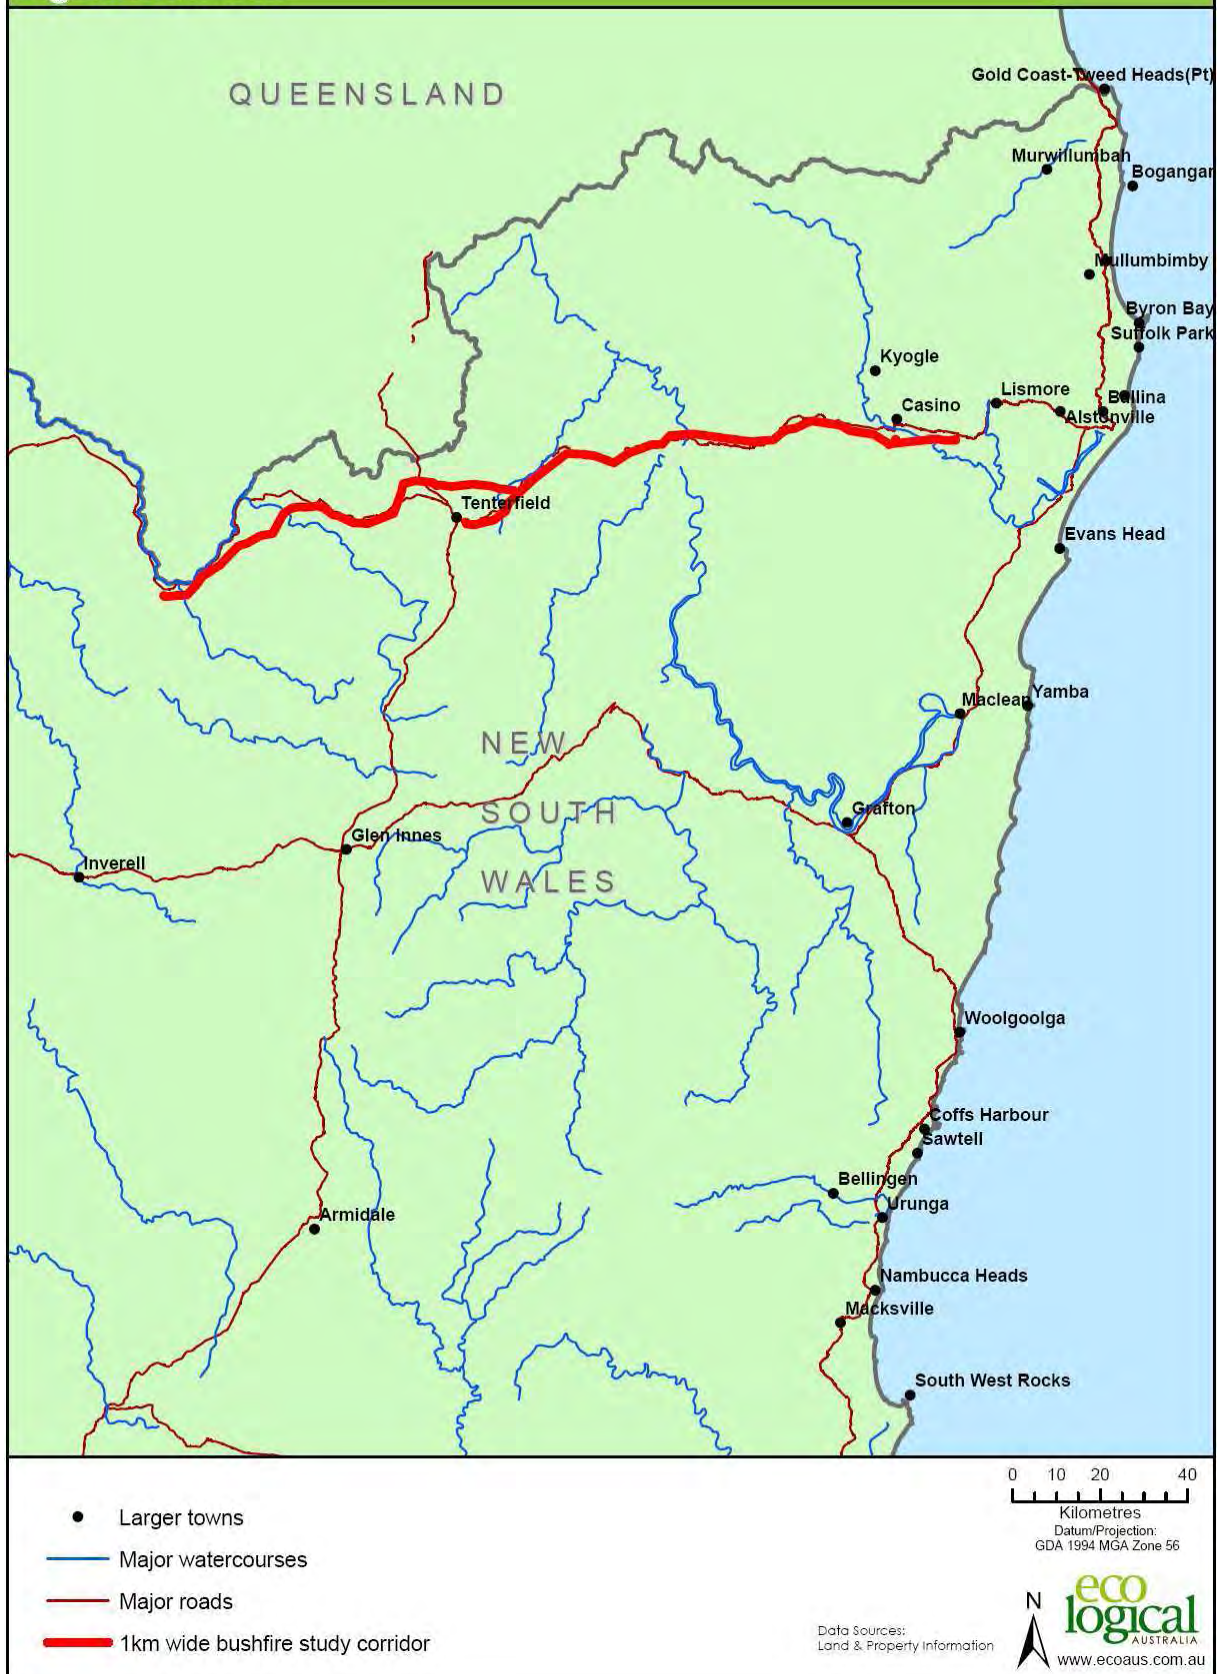 QUEENSLAND
Gold Coast-Tweed Heads(Pt)
Murwillumbah
Bogangar
Mullumbimby
Byron Bay
Suffolk Park
Kyogle
Lismore
Ballina
Casino
Alstonville
Tenterfield
Evans Head
Maclean
Yamba
NEW
SOUTH
WALES
Grafton
Glen Innes
Inverell
Woolgoolga
Coffs Harbour
Sawtell
Bellingen
Urunga
Armidale
Nambucca Heads
Macksville
South West Rocks
0 10 20 40
Kilometres
Datum/Projection:
GDA 1994 MGA Zone 56
Larger towns
Major watercourses
Major roads
1km wide bushfire study corridor
Data Sources:
Land & Property Information
N
eco
logical
AUSTRALIA
www.ecoaus.com.au